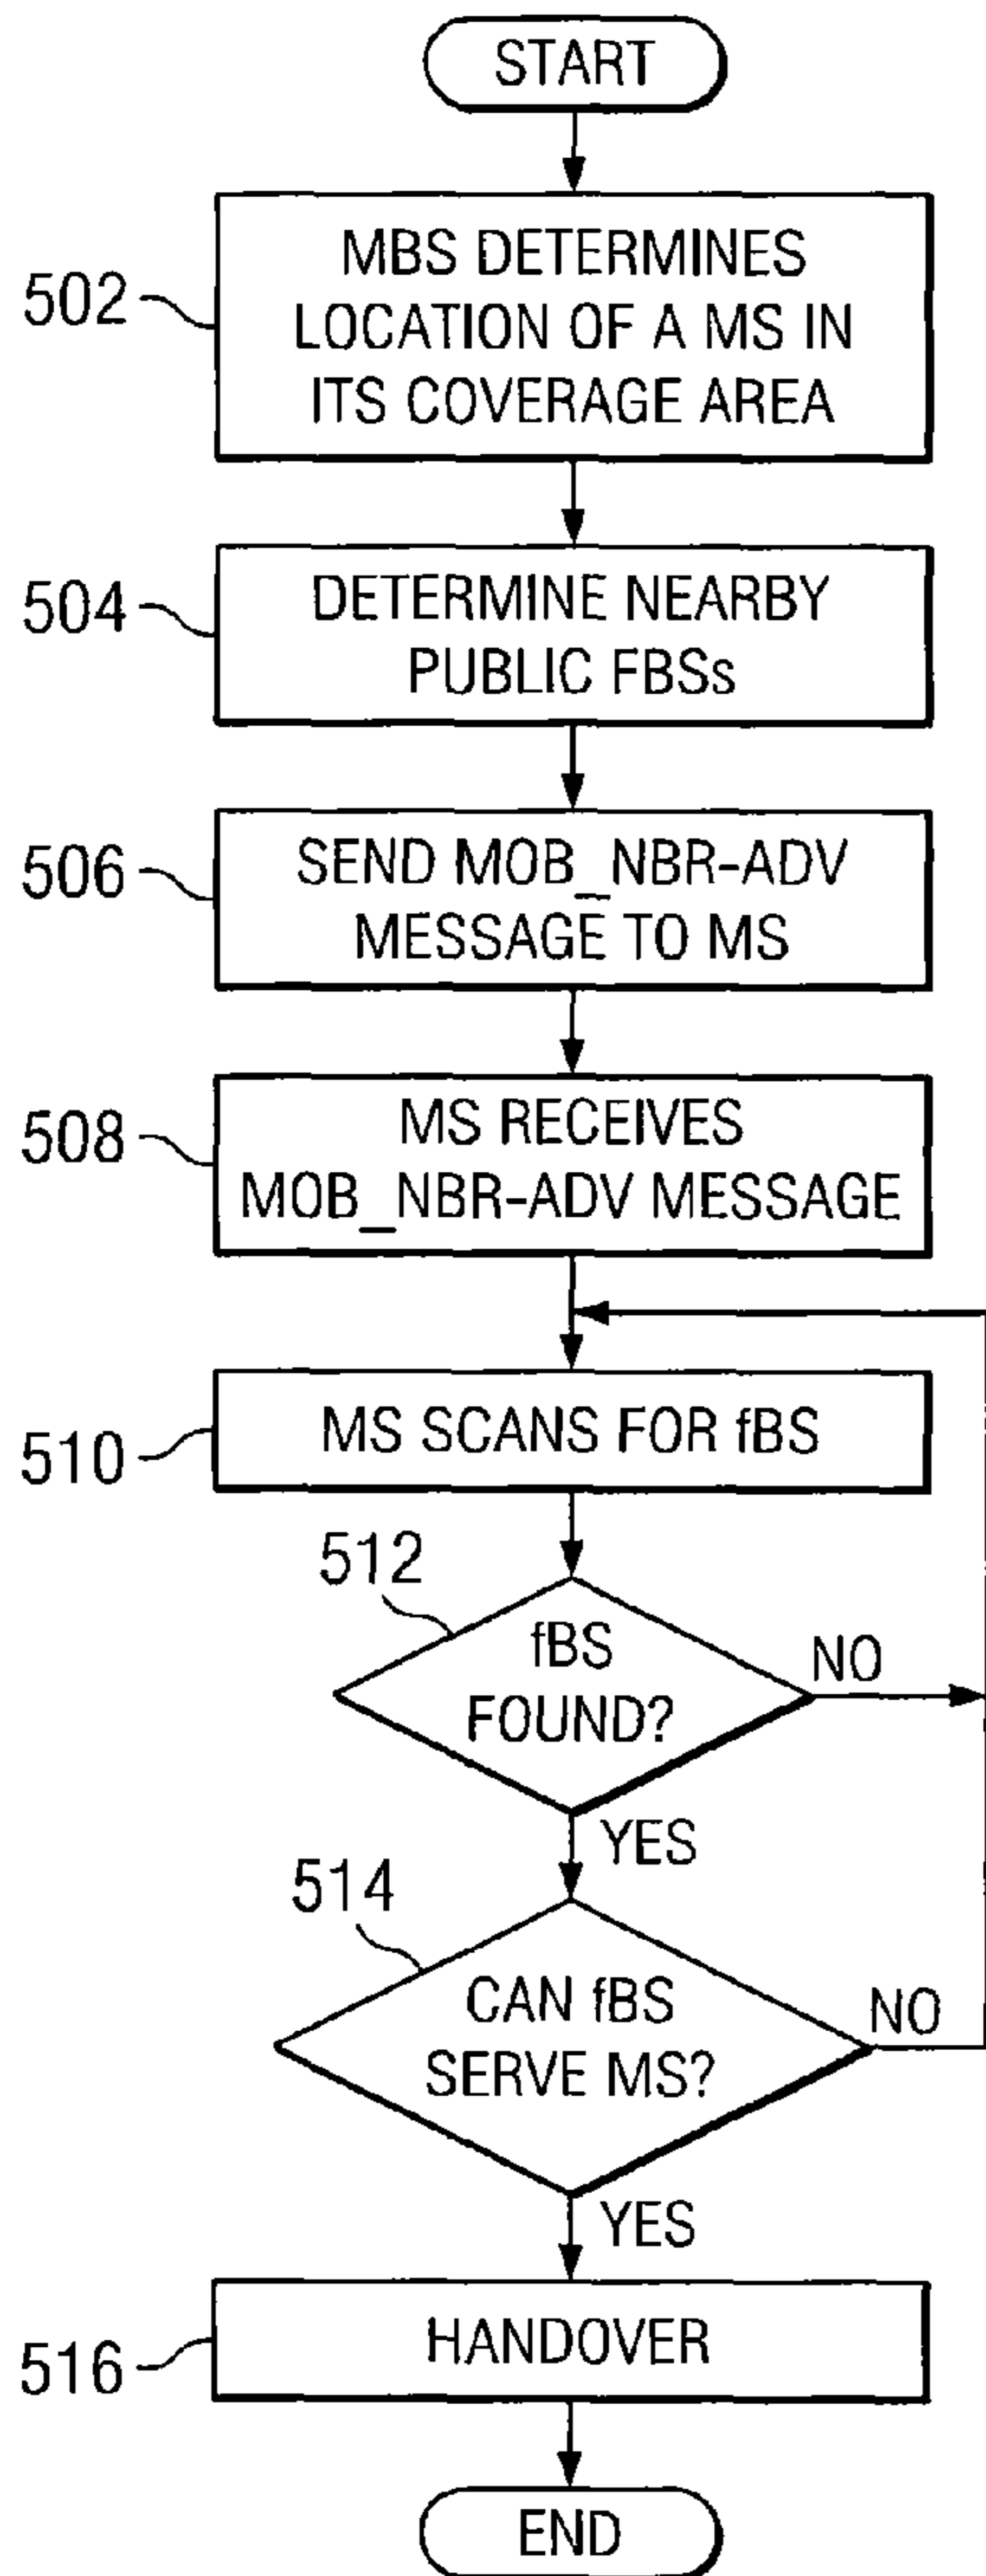 START
502
MBS DETERMINES
LOCATION OF A MS IN
ITS COVERAGE AREA
504
DETERMINE NEARBY
PUBLIC FBSs
506
SEND MOB_NBR-ADV
MESSAGE TO MS
508
MS RECEIVES
MOB_NBR-ADV MESSAGE
510
MS SCANS FOR fBS
512
fBS
FOUND?
NO
YES
514
CAN fBS
SERVE MS?
NO
YES
516
HANDOVER
END